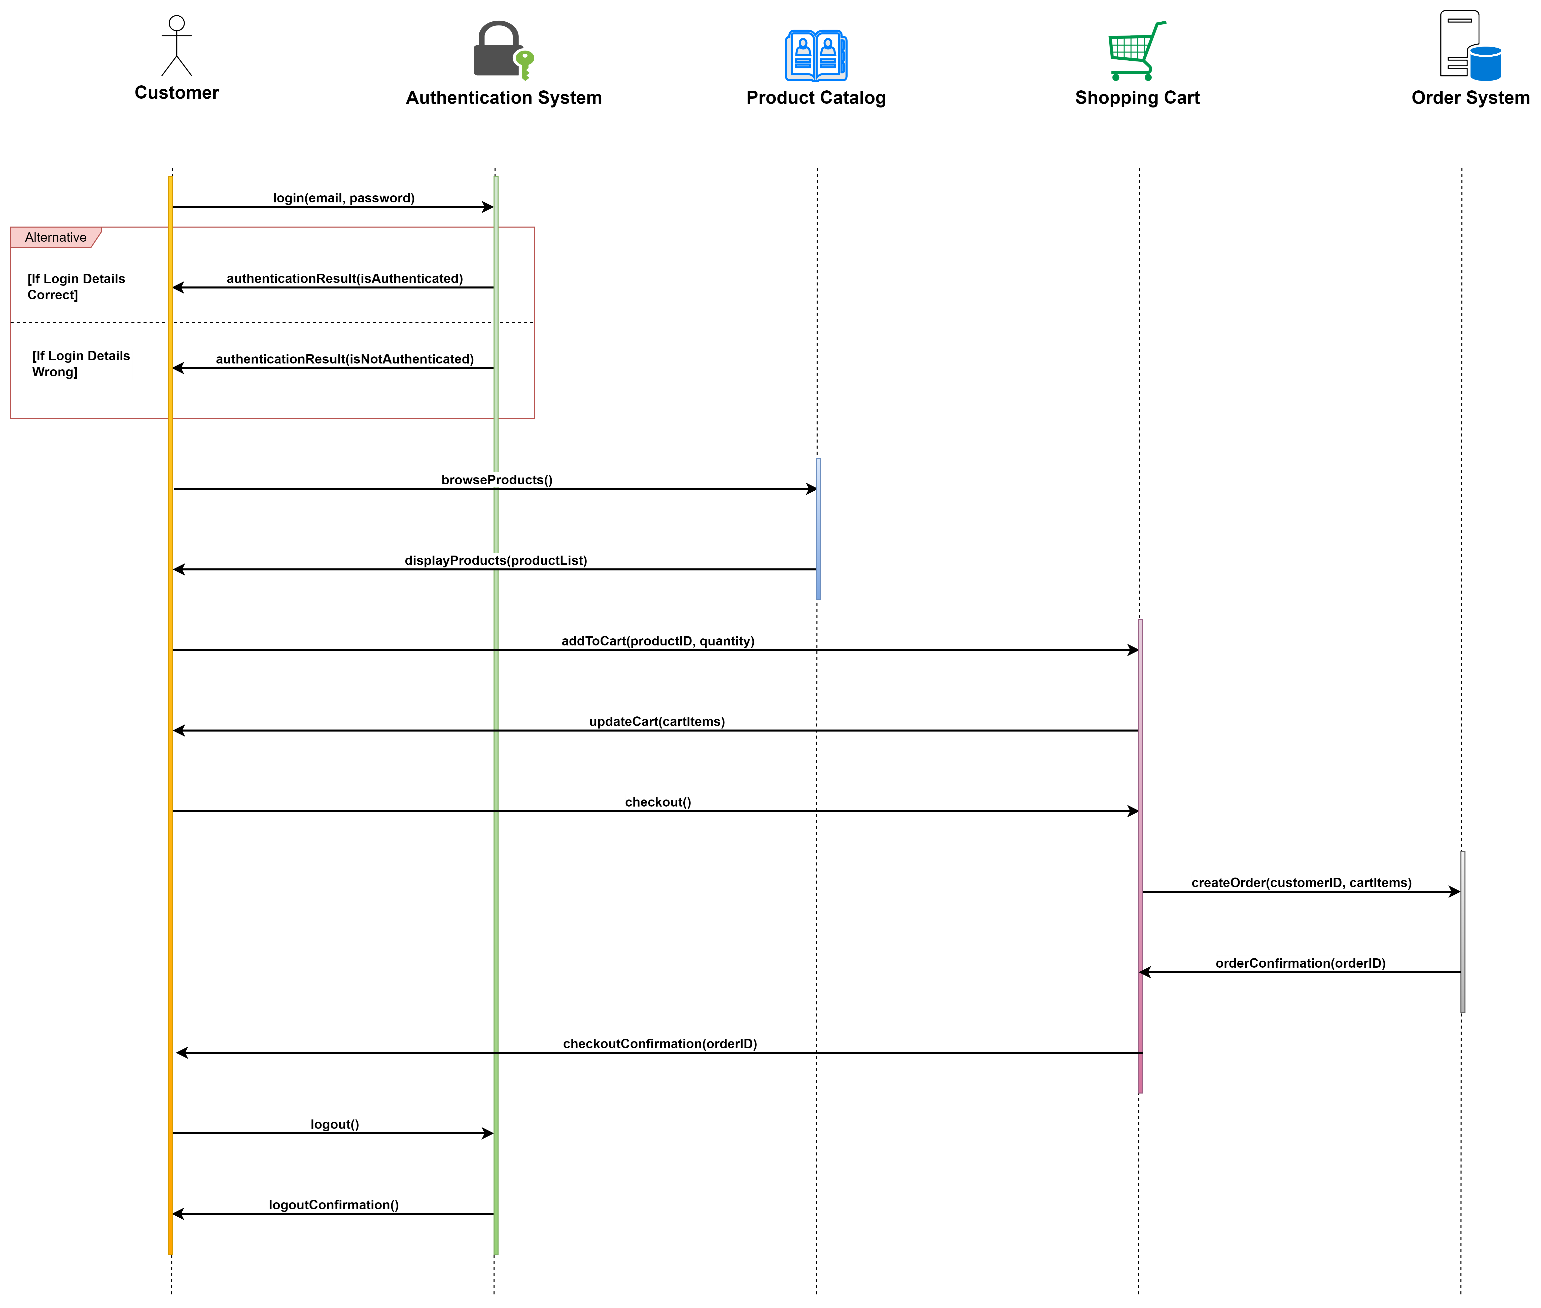 Customer
Authentication System
Product Catalog
Shopping Cart
Order System
login(email, password)
Alternative
[If Login Details
Correct]
authenticationResult(isAuthenticated)
[If Login Details
Wrong]
authenticationResult(isNotAuthenticated)
browseProducts()
displayProducts(productList)
addToCart(productID, quantity)
updateCart(cartItems)
checkout()
createOrder(customerID, cartItems)
orderConfirmation(orderID)
checkoutConfirmation(orderID)
logout()
logoutConfirmation()